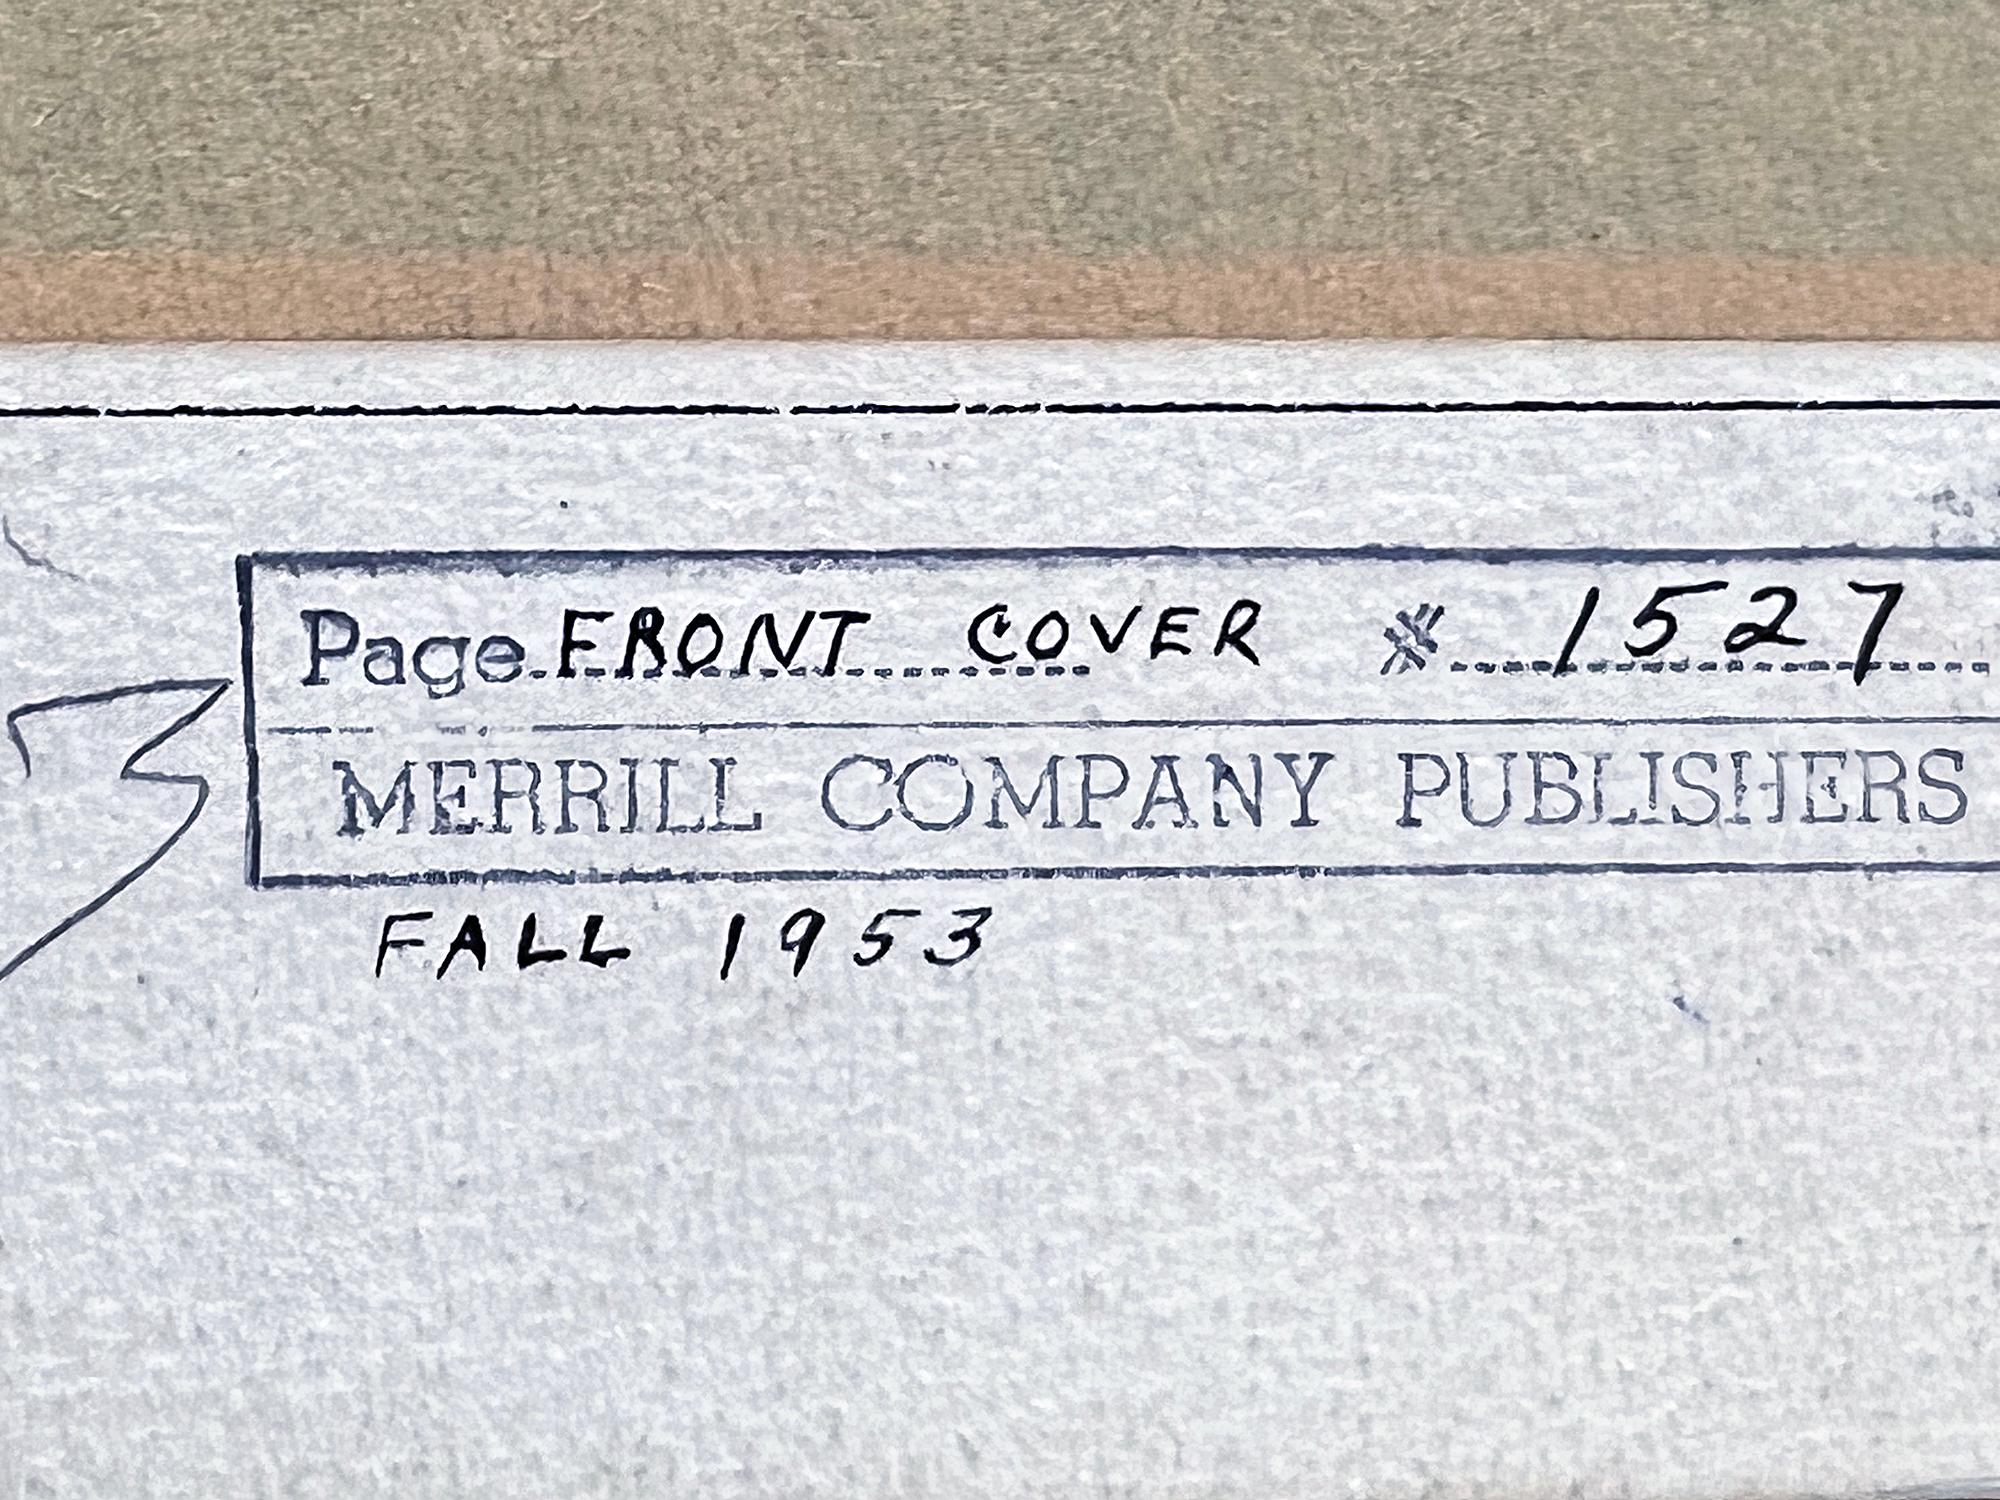 Page FRONT COVER # 1527
MERRILL COMPANY PUBLISHERS
FALL 1953